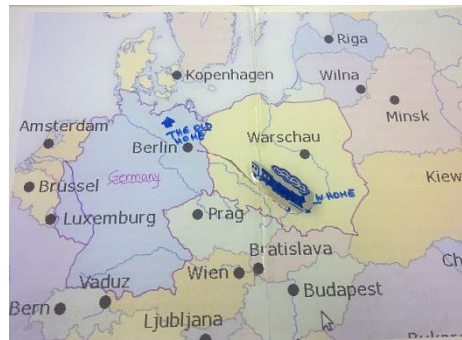 Riga
Kopenhagen
Wilna
Minsk
Amsterdam
THE OLD
HOME
Berlin
Warschau
Germany
Brüssel
HOME
Kiew
Luxemburg
Prag
Bratislava
Wien
Ch
Vaduz
Budapest
Bern
Ljubljana